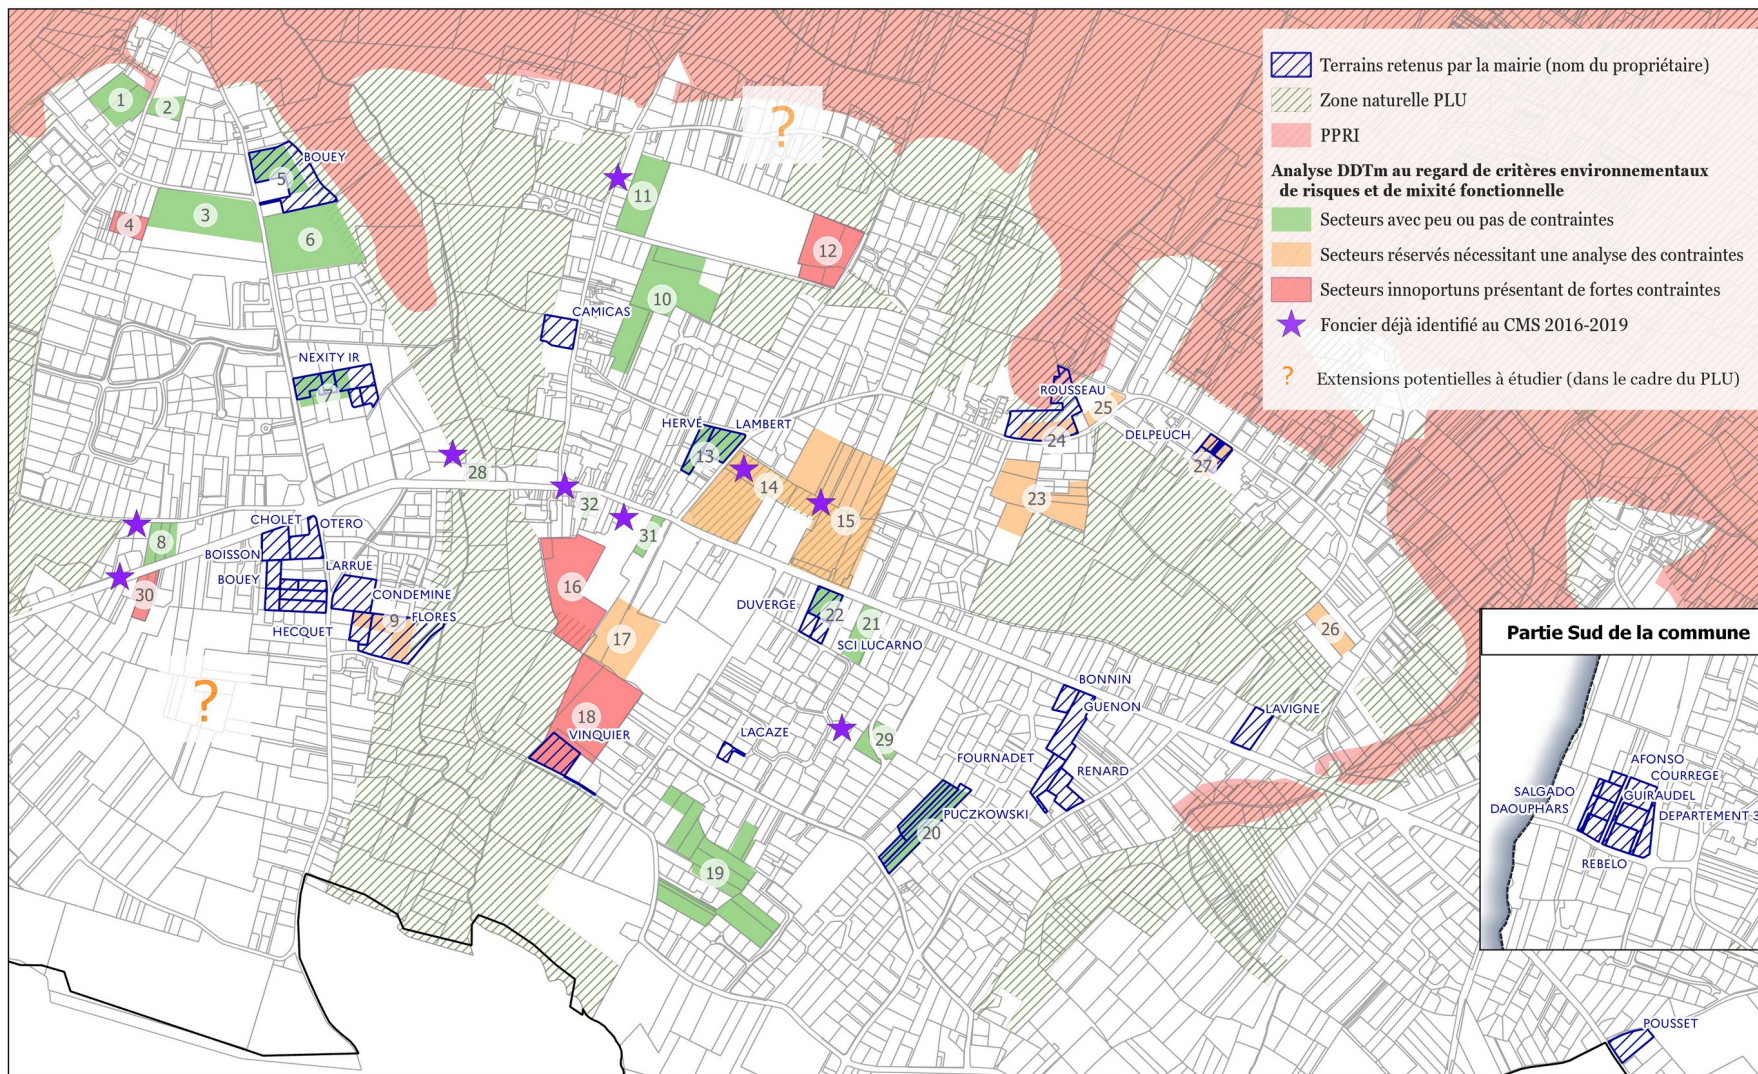 Terrains retenus par la mairie (nom du propriétaire)
Zone naturelle PLU
PPRI
Analyse DDTm au regard de critères environnementaux
de risques et de mixité fonctionnelle
Secteurs avec peu ou pas de contraintes
Secteurs réservés nécessitant une analyse des contraintes
Secteurs innoportuns présentant de fortes contraintes
Foncier déjà identifié au CMS 2016-2019
? Extensions potentielles à étudier (dans le cadre du PLU)
1
2
?
BOUEY
5
11
3
4
6
12
10
CAMICAS
NEXITY IR
7
ROUSSEAU
25
24
DELPEUCH
27
HERVÉ
LAMBERT
13
14
15
28
23
32
31
CHOLET
OTERO
8
BOISSON
BOUEY
LARRUE
CONDEMINE
30
16
DUVERGE
22
21
HECQUET
9
FLORES
17
SCI LUCARNO
26
Partie Sud de la commune
?
18
VINQUIER
LACAZE
29
BONNIN
GUENON
LAVIGNE
FOURNADET
RENARD
PUCZKOWSKI
20
19
AFONSO
COURREGE
SALGADO
GUIRAUDEL
DAOUPHARS
DEPARTEMENT 3
REBELO
POUSSET